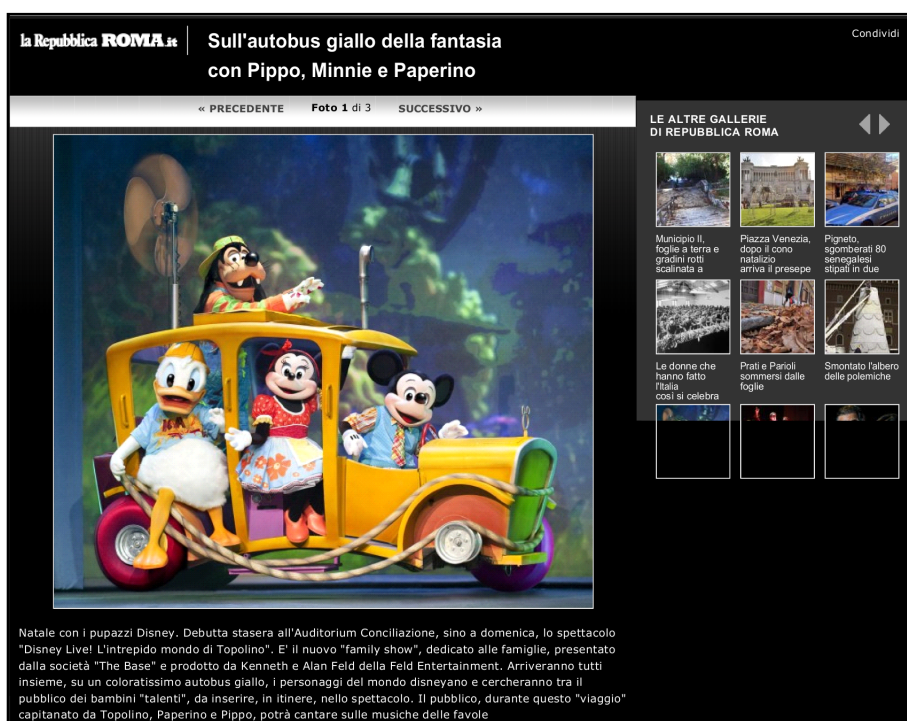 la Repubblica ROMA.it
Sull'autobus giallo della fantasia
con Pippo, Minnie e Paperino
Condividi
« PRECEDENTE Foto 1 di 3 SUCCESSIVO »
LE ALTRE GALLERIE
DI REPUBBLICA ROMA
Municipio II,
foglie a terra e
gradini rotti
scalinata a
Piazza Venezia,
dopo il cono
natalizio
arriva il presepe
Pigneto,
sgomberati 80
senegalesi
stipati in due
Le donne che
hanno fatto
l'Italia
così si celebra
Prati e Parioli
sommersi dalle
foglie
Smontato l'albero
delle polemiche
Natale con i pupazzi Disney. Debutta stasera all'Auditorium Conciliazione, sino a domenica, lo spettacolo
"Disney Live! L'intrepido mondo di Topolino". E' il nuovo "family show", dedicato alle famiglie, presentato
dalla società "The Base" e prodotto da Kenneth e Alan Feld della Feld Entertainment. Arriveranno tutti
insieme, su un coloratissimo autobus giallo, i personaggi del mondo disneyano e cercheranno tra il
pubblico dei bambini "talenti", da inserire, in itinere, nello spettacolo. Il pubblico, durante questo "viaggio"
capitanato da Topolino, Paperino e Pippo, potrà cantare sulle musiche delle favole